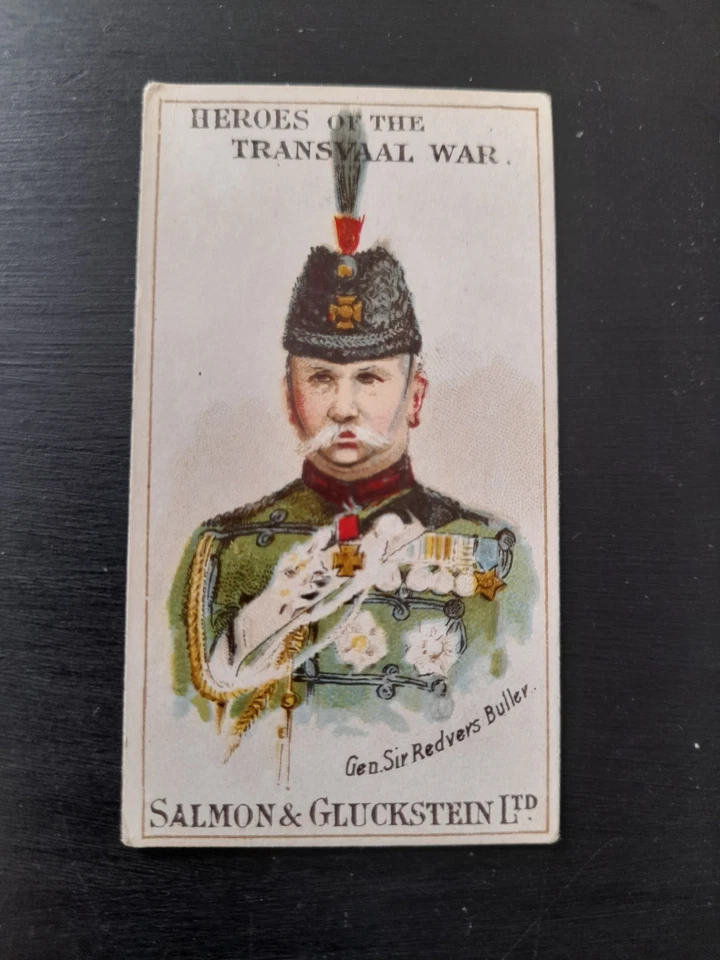 HEROES OF THE
TRANSVAAL WAR.
Gen. Sir Redvers Buller.
SALMON & GLUCKSTEIN LTD